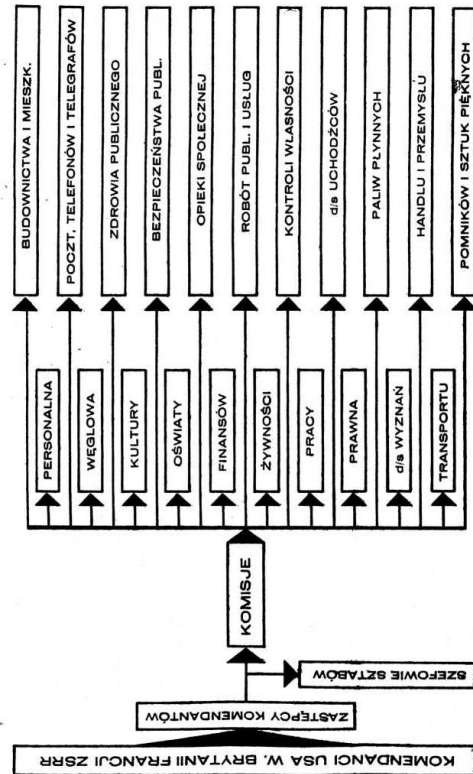 KOMENDANCI USA W. BRYTANII FRANCJI ZSRR
ZASTĘPCY KOMENDANTÓW
SZEFOWIE SZTABÓW
KOMISJE
PERSONALNA
WĘGLOWA
KULTURY
OŚWIATY
FINANSÓW
ŻYWNOŚCI
PRACY
PRAWNA
d/s WYZNAŃ
TRANSPORTU
BUDOWNICTWA I MIESZK.
POCZT, TELEFONÓW I TELEGRAFÓW
ZDROWIA PUBLICZNEGO
BEZPIECZEŃSTWA PUBL.
OPIEKI SPOŁECZNEJ
ROBÓT PUBL. I USŁUG
KONTROLI WŁASNOŚCI
d/s UCHODŹCÓW
PALIW PŁYNNYCH
HANDLU I PRZEMYSŁU
POMNIKÓW I SZTUK PIĘKNYCH